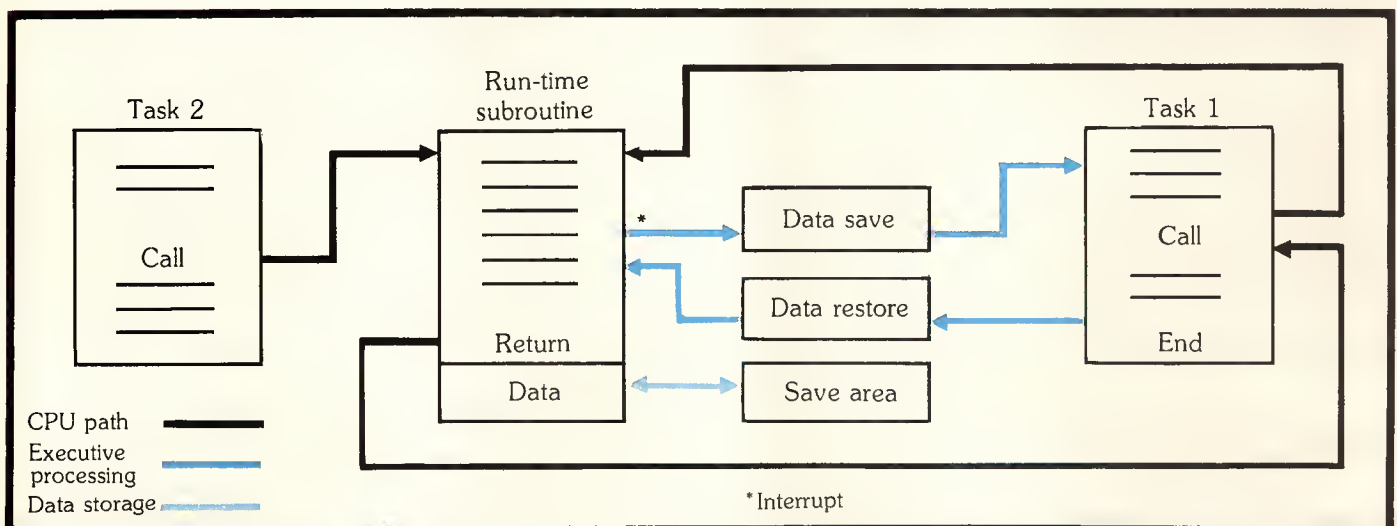 Task 2
Call
Run-time
subroutine
Return
Data
*
Data save
Data restore
Save area
Task 1
Call
End
CPU path
Executive
processing
Data storage
*Interrupt